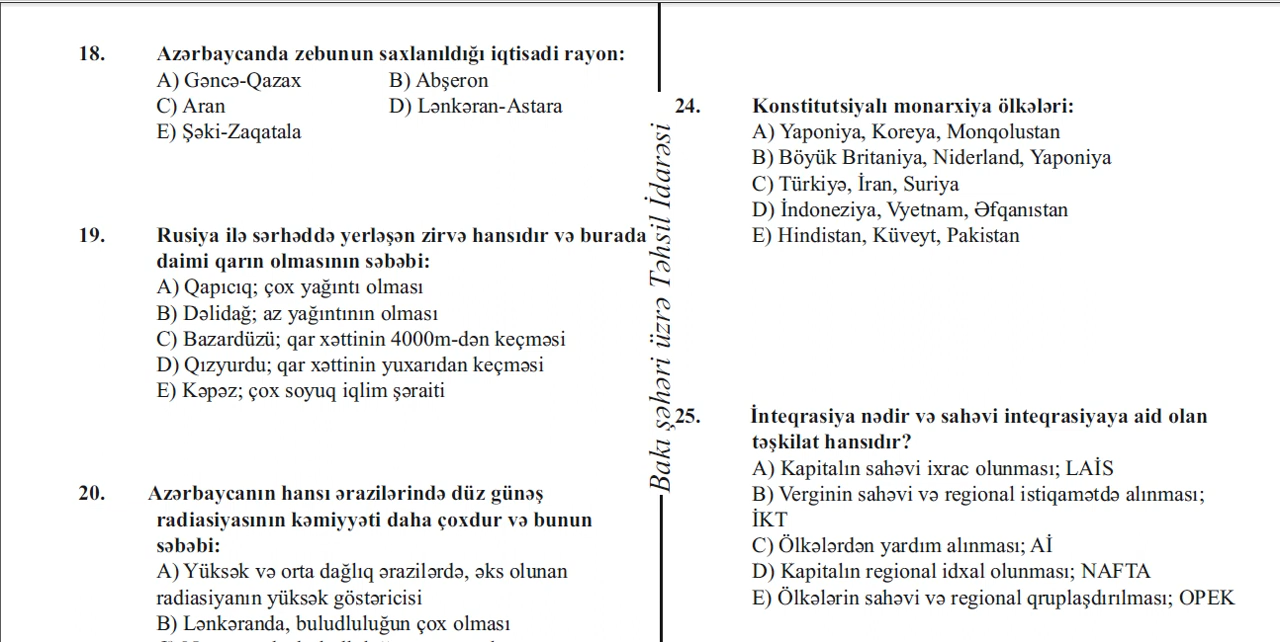 18. Azərbaycanda zebunun saxlanıldığı iqtisadi rayon:
A) Gəncə-Qazax B) Abşeron
C) Aran D) Lənkəran-Astara
E) Şəki-Zaqatala
19. Rusiya ilə sərhəddə yerləşən zirvə hansıdır və burada
daimi qarın olmasının səbəbi:
A) Qapıcıq; çox yağıntı olması
B) Dəlidağ; az yağıntının olması
C) Bazardüzü; qar xəttinin 4000m-dən keçməsi
D) Qızyurdu; qar xəttinin yuxarıdan keçməsi
E) Kəpəz; çox soyuq iqlim şəraiti
20. Azərbaycanın hansı ərazilərində düz günəş
radiasiyasının kəmiyyəti daha çoxdur və bunun
səbəbi:
A) Yüksək və orta dağlıq ərazilərdə, əks olunan
radiasiyanın yüksək göstəricisi
B) Lənkəranda, buludluluğun çox olması
Bakı şəhəri üzrə Təhsil İdarəsi
24. Konstitutsiyalı monarxiya ölkələri:
A) Yaponiya, Koreya, Monqolustan
B) Böyük Britaniya, Niderland, Yaponiya
C) Türkiyə, İran, Suriya
D) İndoneziya, Vyetnam, Əfqanıstan
E) Hindistan, Küveyt, Pakistan
25. İnteqrasiya nədir və sahəvi inteqrasiyaya aid olan
təşkilat hansıdır?
A) Kapitalın sahəvi ixrac olunması; LAİS
B) Verginin sahəvi və regional istiqamətdə alınması;
İKT
C) Ölkələrdən yardım alınması; Aİ
D) Kapitalın regional idxal olunması; NAFTA
E) Ölkələrin sahəvi və regional qruplaşdırılması; OPEK